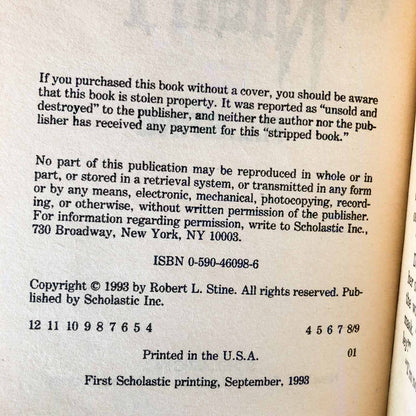 If you purchased this book without a cover, you should be aware
that this book is stolen property. It was reported as "unsold and
destroyed" to the publisher, and neither the author nor the pub-
lisher has received any payment for this "stripped book."
No part of this publication may be reproduced in whole or in
part, or stored in a retrieval system, or transmitted in any form
or by any means, electronic, mechanical, photocopying, record-
ing, or otherwise, without written permission of the publisher.
For information regarding permission, write to Scholastic Inc.,
730 Broadway, New York, NY 10003.
ISBN 0-590-46098-6
Copyright © 1993 by Robert L. Stine. All rights reserved. Pub-
lished by Scholastic Inc.
12 11 10 9 8 7 6 5 4 4 5 6 7 8/9
Printed in the U.S.A. 01
First Scholastic printing, September, 1993